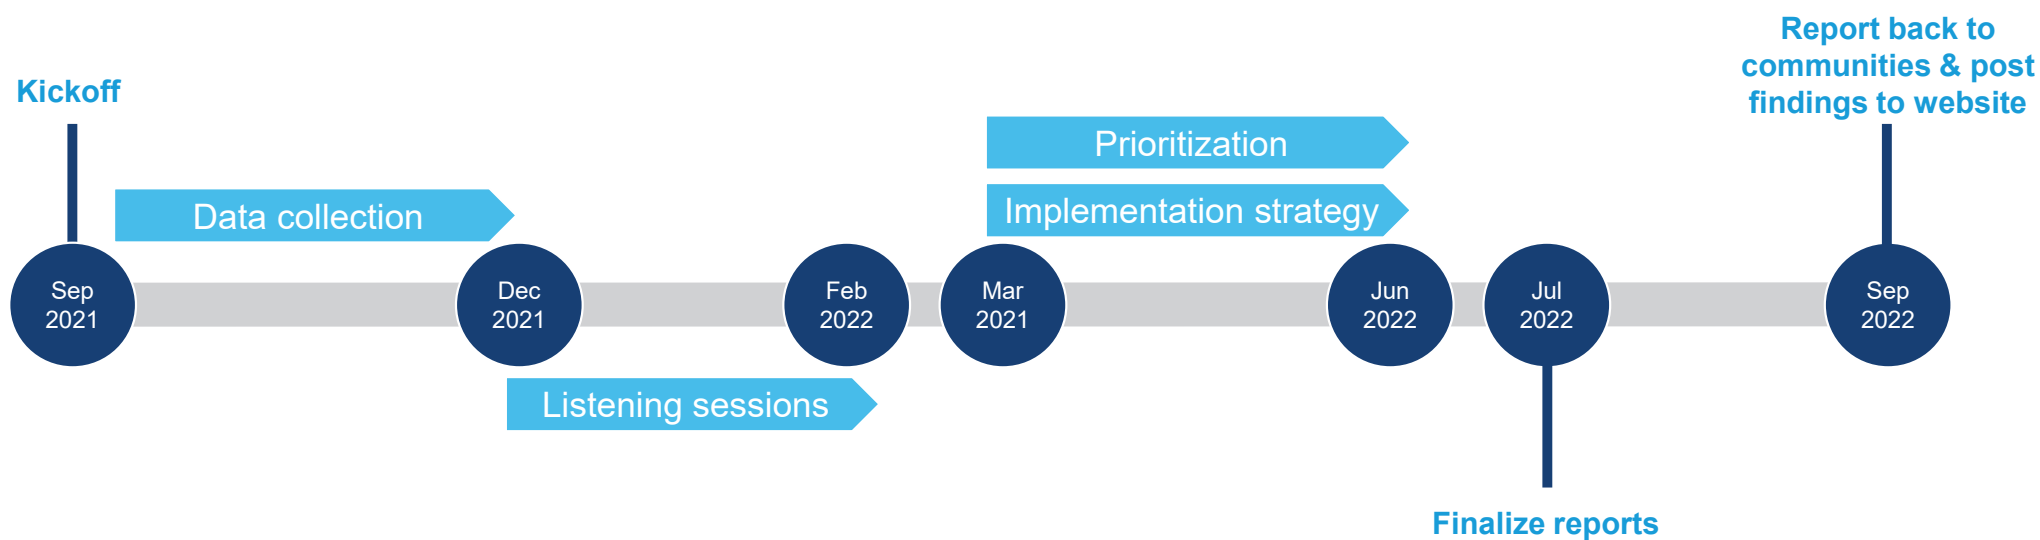 Report back to
communities & post
findings to website
Kickoff
Prioritization
Data collection
Implementation strategy
Sep
2021
Dec
2021
Feb
2022
Mar
2021
Jun
2022
Jul
2022
Sep
2022
Listening sessions
Finalize reports